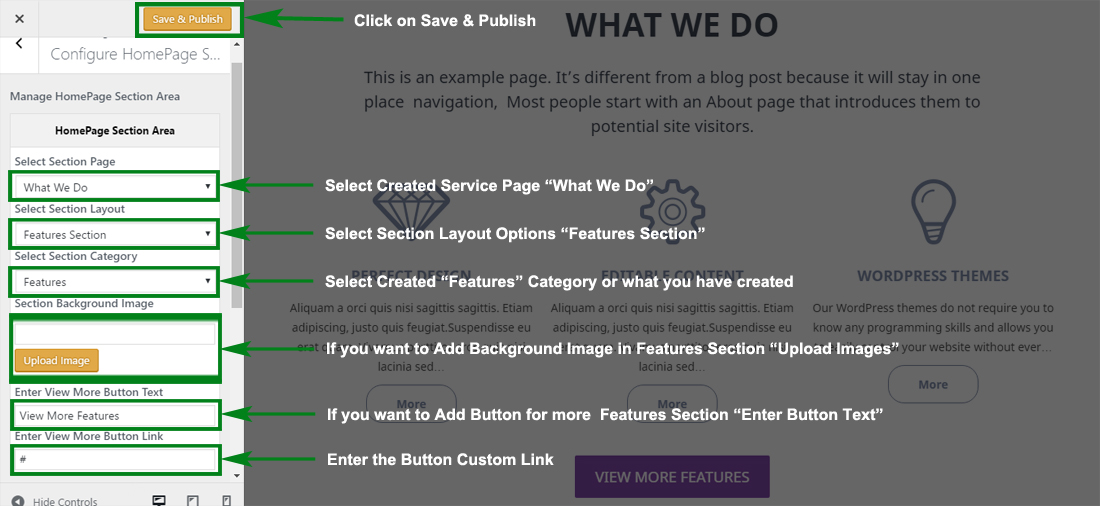 Save & Publish
Click on Save & Publish
Configure HomePage S...
Manage HomePage Section Area
HomePage Section Area
Select Section Page
What We Do
Select Created Service Page “What We Do”
Select Section Layout
Features Section
Select Section Layout Options “Features Section”
Select Section Category
Features
Select Created “Features” Category or what you have created
Section Background Image
Upload Image
If you want to Add Background Image in Features Section “Upload Images”
Enter View More Button Text
View More Features
If you want to Add Button for more Features Section “Enter Button Text”
Enter View More Button Link
#
Enter the Button Custom Link
Hide Controls
WHAT WE DO
This is an example page. It’s different from a blog post because it will stay in one
place navigation, Most people start with an About page that introduces them to
potential site visitors.
PERFECT DESIGN
Aliquam a orci quis nisi sagittis sagittis. Etiam
adipiscing, justo quis feugiat.Suspendisse eu
lacinia sed...
More
EDITABLE CONTENT
Aliquam a orci quis nisi sagittis sagittis. Etiam
adipiscing, justo quis feugiat.Suspendisse eu
lacinia sed...
More
WORDPRESS THEMES
Our WordPress themes do not require you to
know any programming skills and allows you
your website without ever...
More
VIEW MORE FEATURES